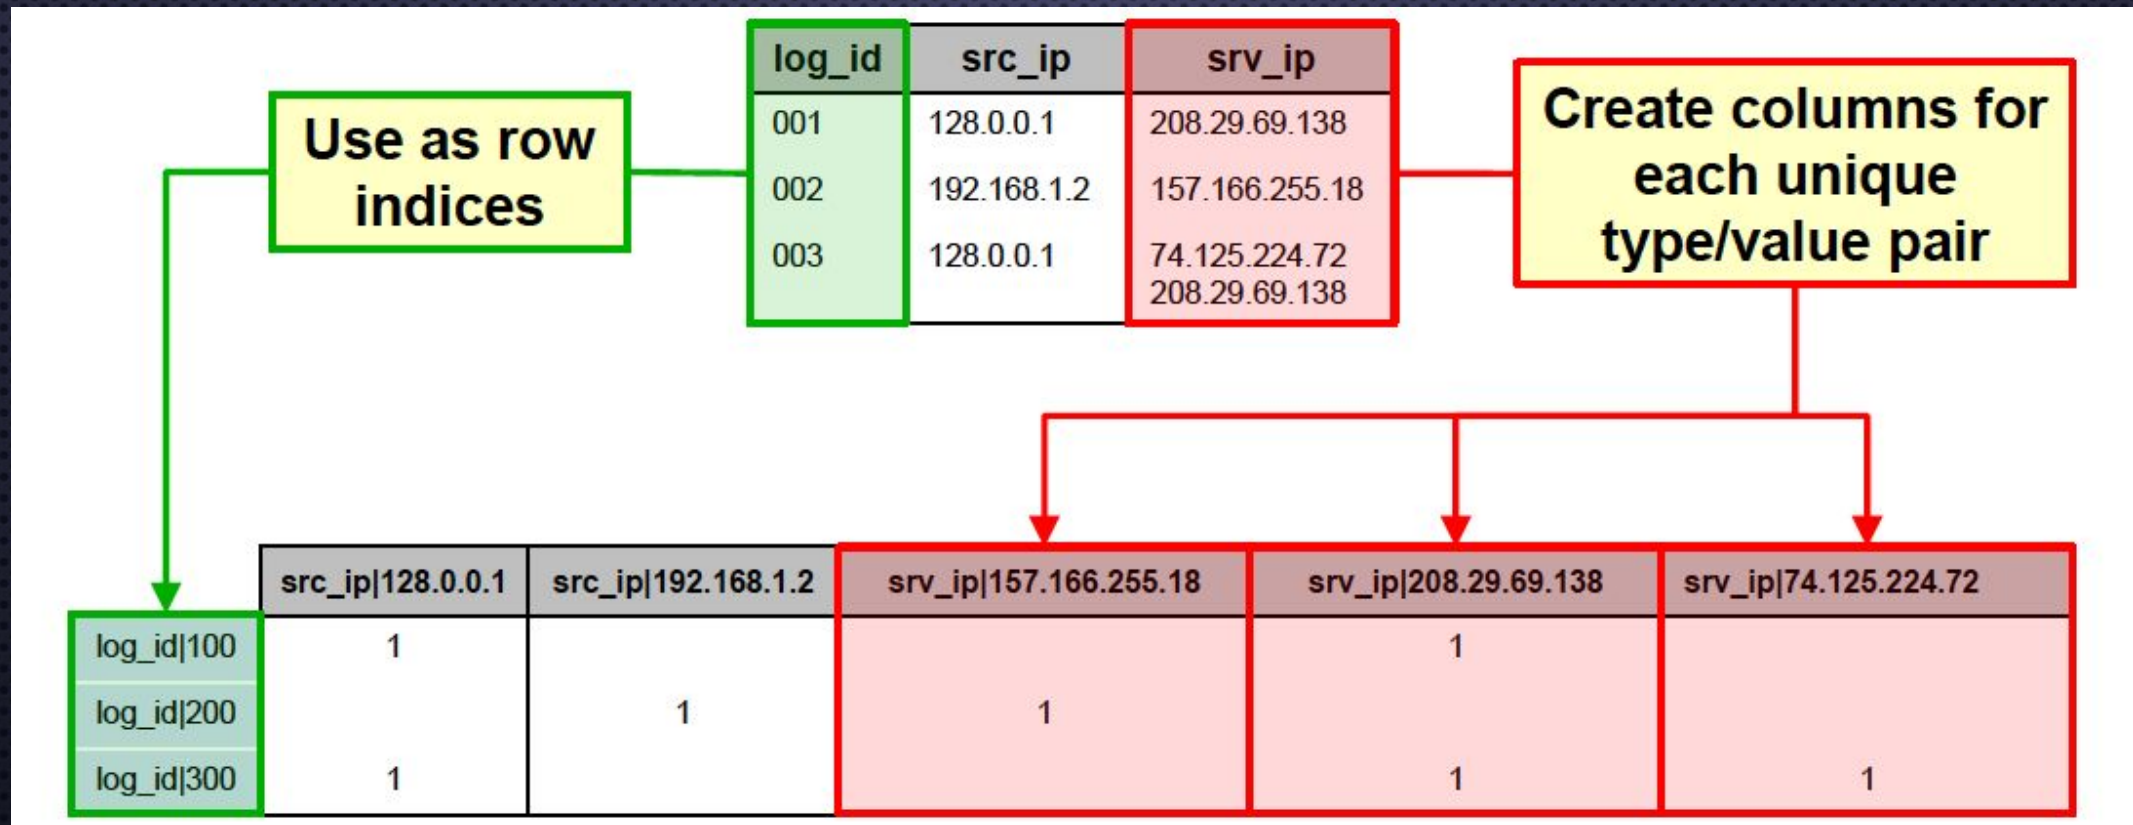 log_id src_ip srv_ip
Use as row
indices
001 128.0.0.1 208.29.69.138
002 192.168.1.2 157.166.255.18
003 128.0.0.1 74.125.224.72
208.29.69.138
Create columns for
each unique
type/value pair
src_ip|128.0.0.1 src_ip|192.168.1.2 srv_ip|157.166.255.18 srv_ip|208.29.69.138 srv_ip|74.125.224.72
log_id|100 1 1
log_id|200 1 1
log_id|300 1 1 1